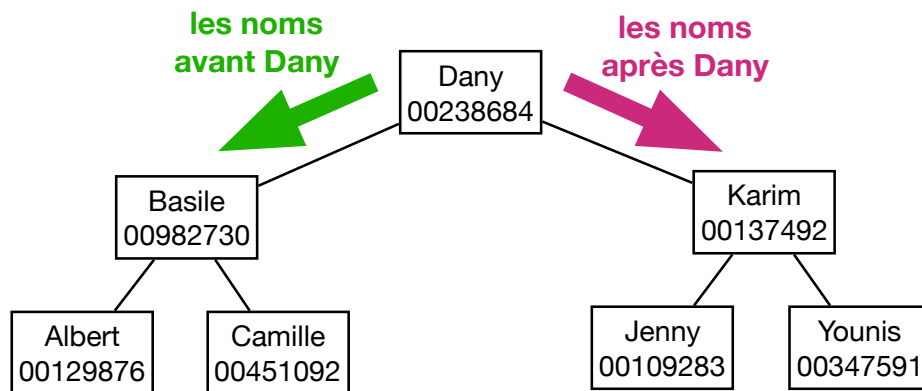 les noms
avant Dany
les noms
après Dany
Dany
00238684
Basile
00982730
Karim
00137492
Albert
00129876
Camille
00451092
Jenny
00109283
Younis
00347591